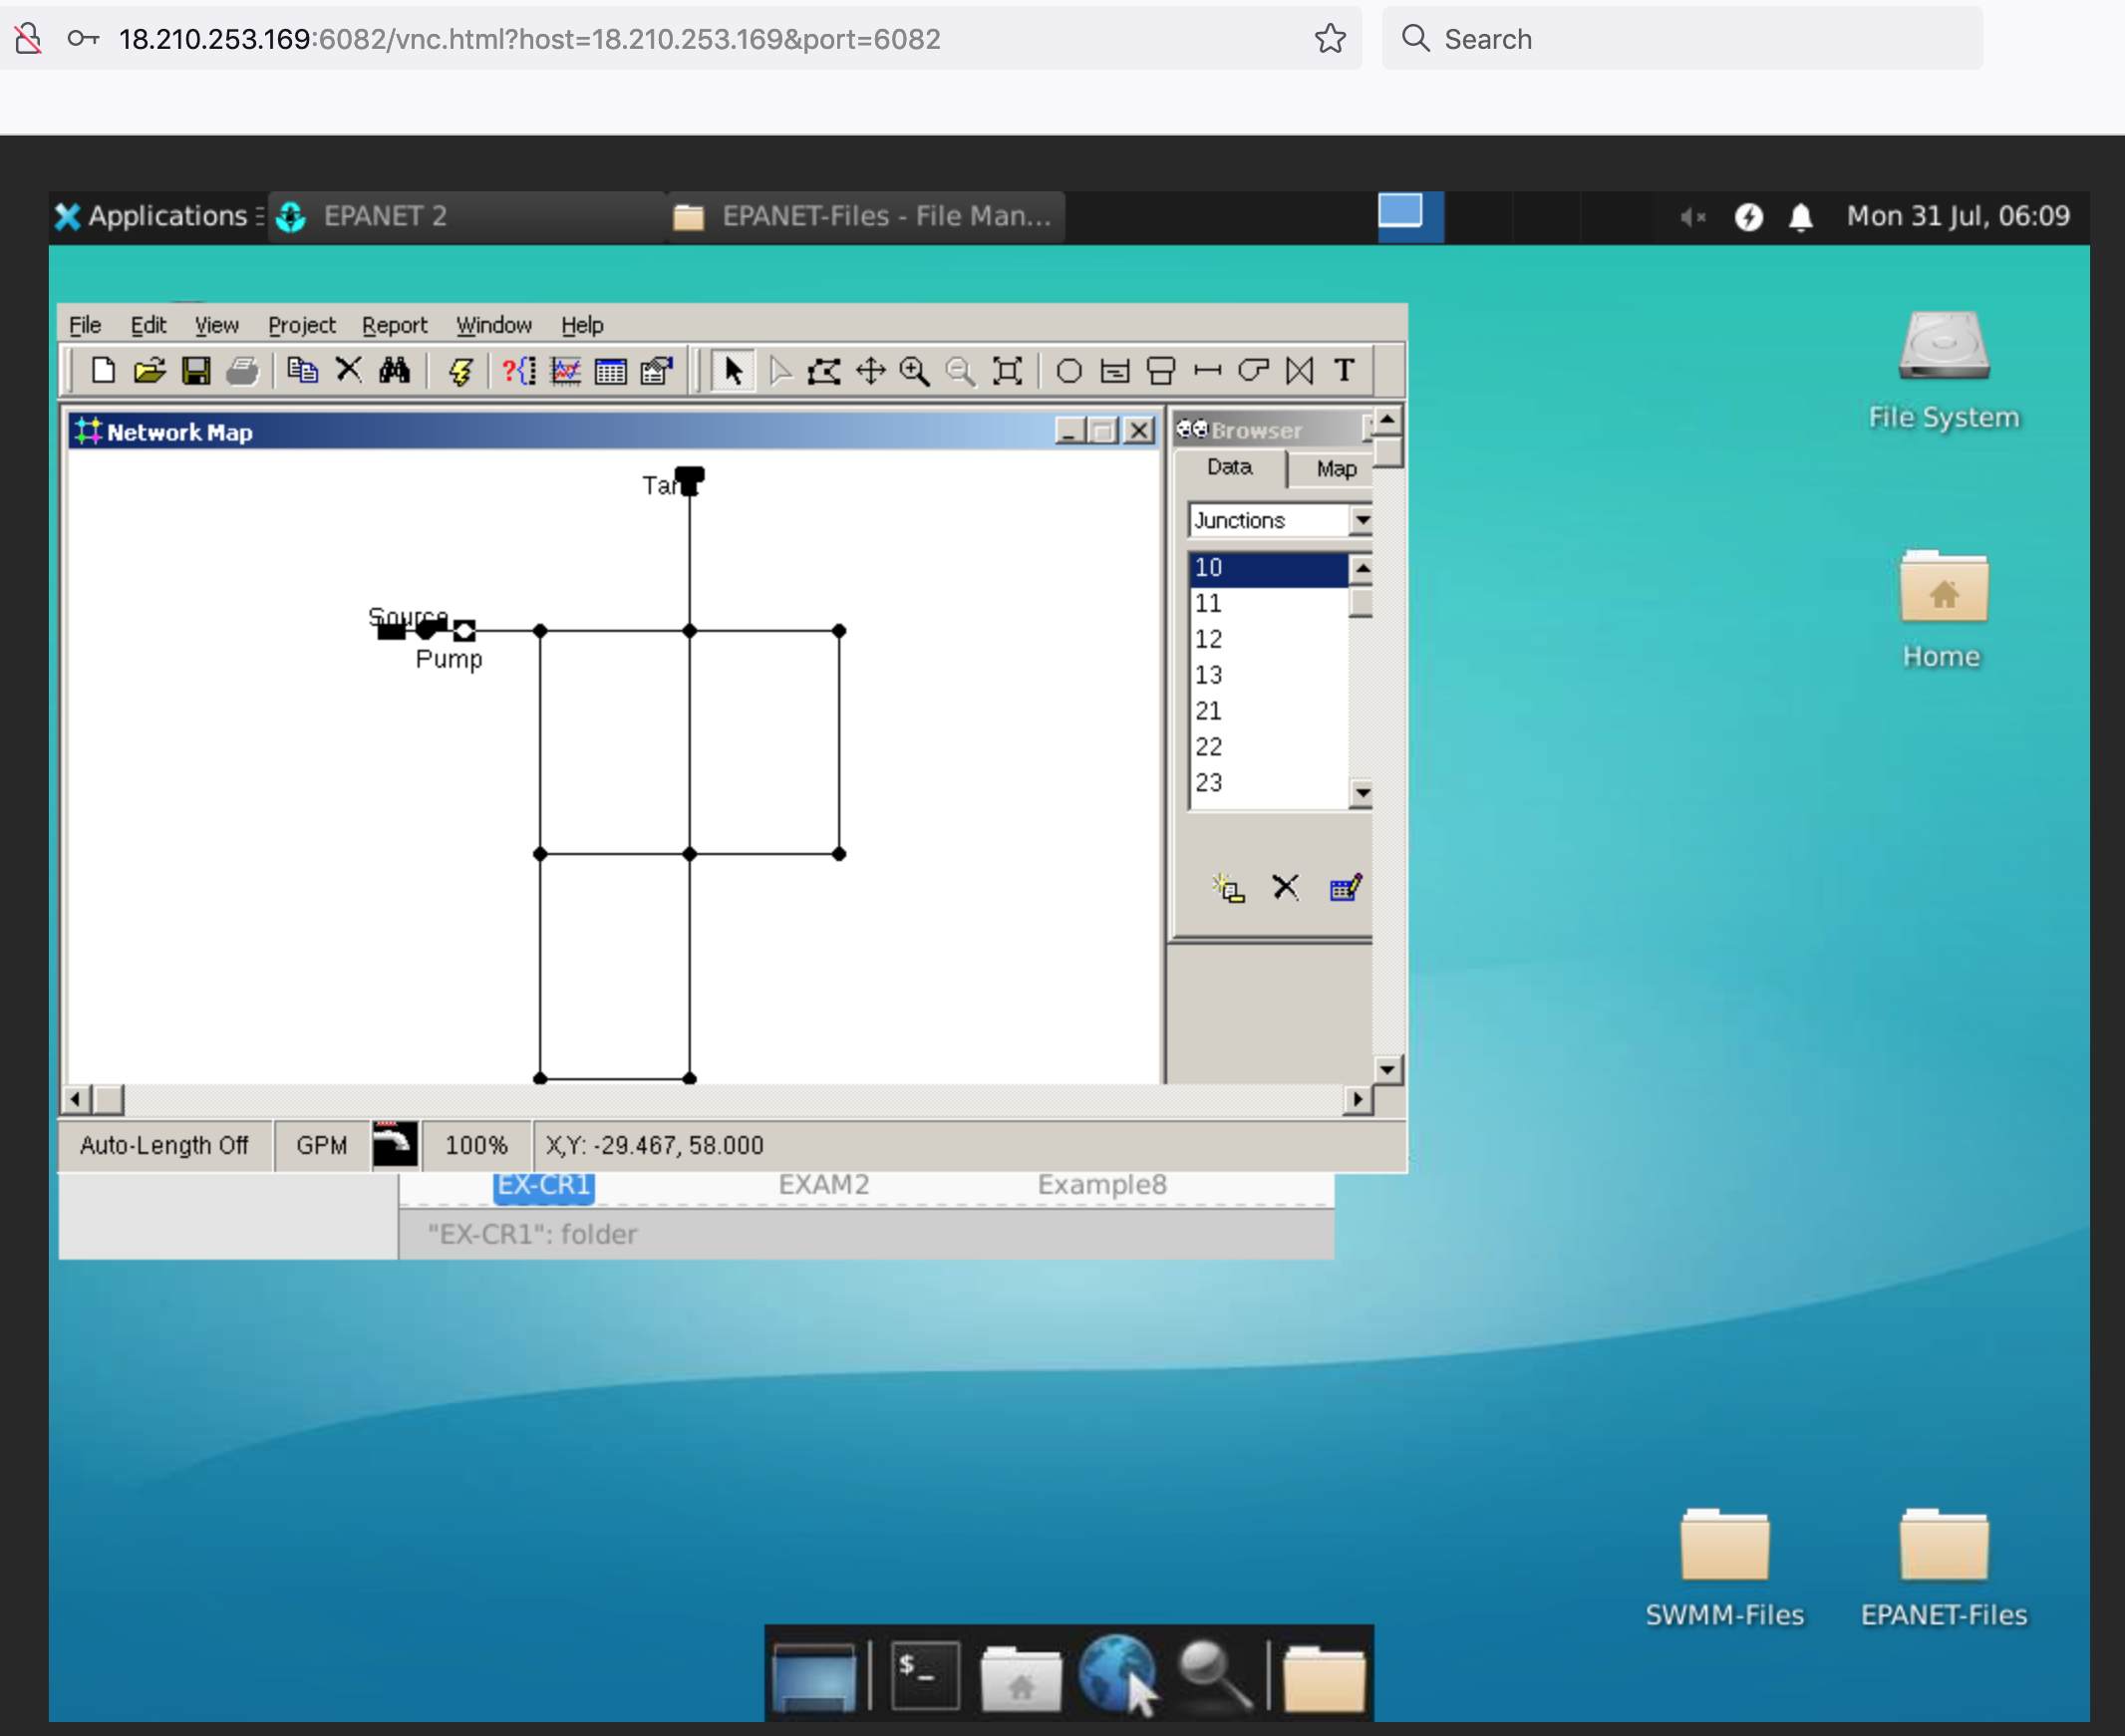 18.210.253.169:6082/vnc.html?host=18.210.253.169&port=6082
Search
Applications
EPANET 2
EPANET-Files - File Man...
Mon 31 Jul, 06:09
File Edit View Project Report Window Help
Network Map
Browser
Data Map
Junctions
10
11
12
13
21
22
23
Source
Pump
Auto-Length Off
GPM
100%
X,Y: -29.467, 58.000
EX-CR1
EXAM2
Example8
"EX-CR1": folder
File System
Home
SWMM-Files
EPANET-Files
$_